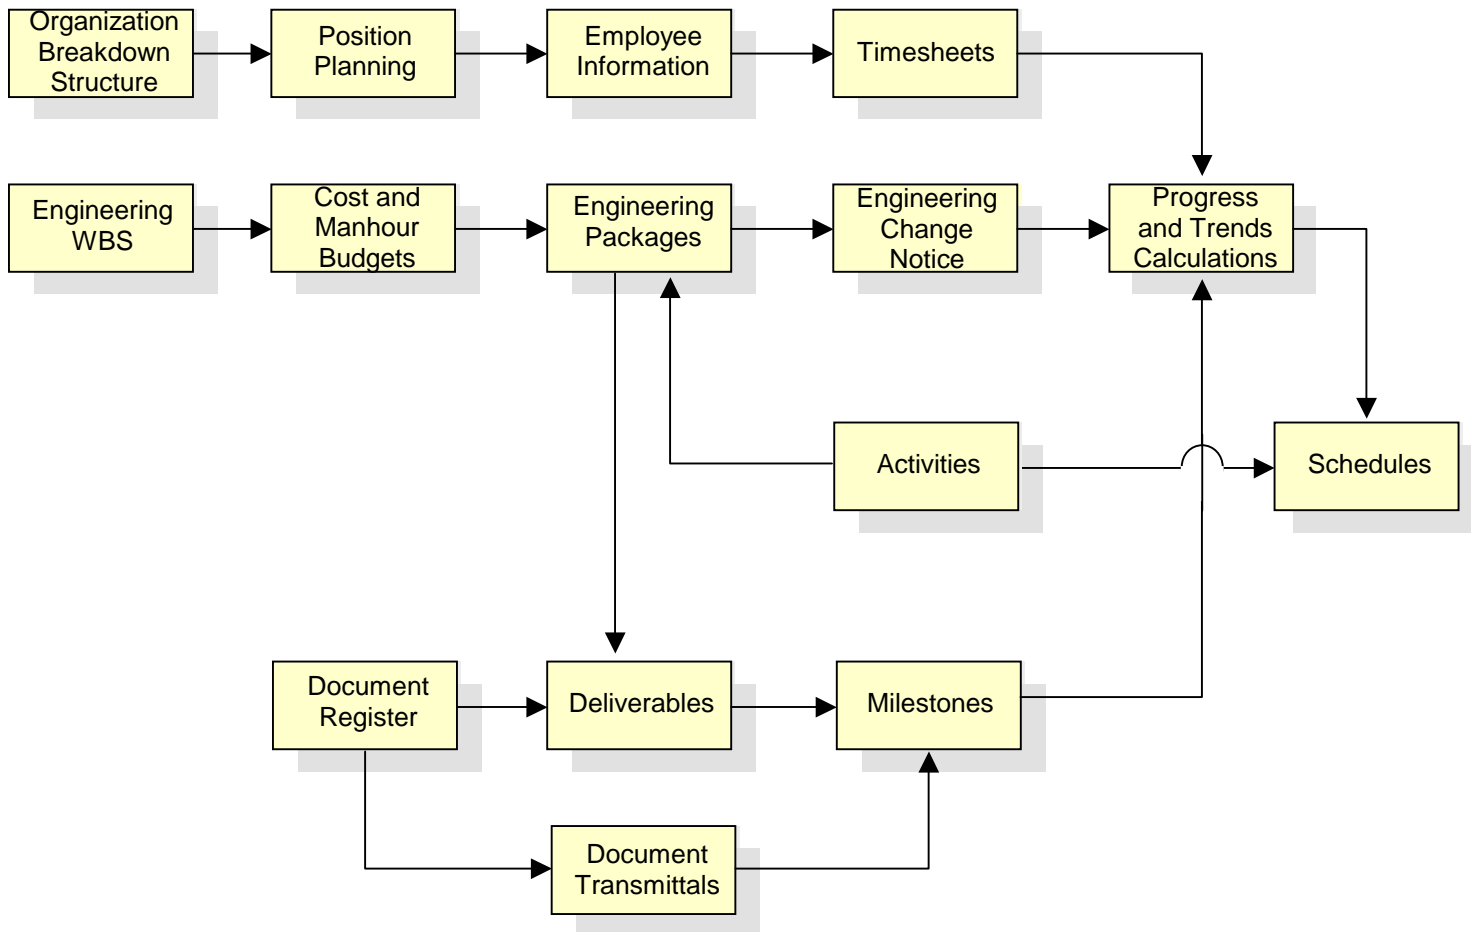 Organization
Breakdown
Structure
Position
Planning
Employee
Information
Timesheets
Engineering
WBS
Cost and
Manhour
Budgets
Engineering
Packages
Engineering
Change
Notice
Progress
and Trends
Calculations
Activities
Schedules
Document
Register
Deliverables
Milestones
Document
Transmittals